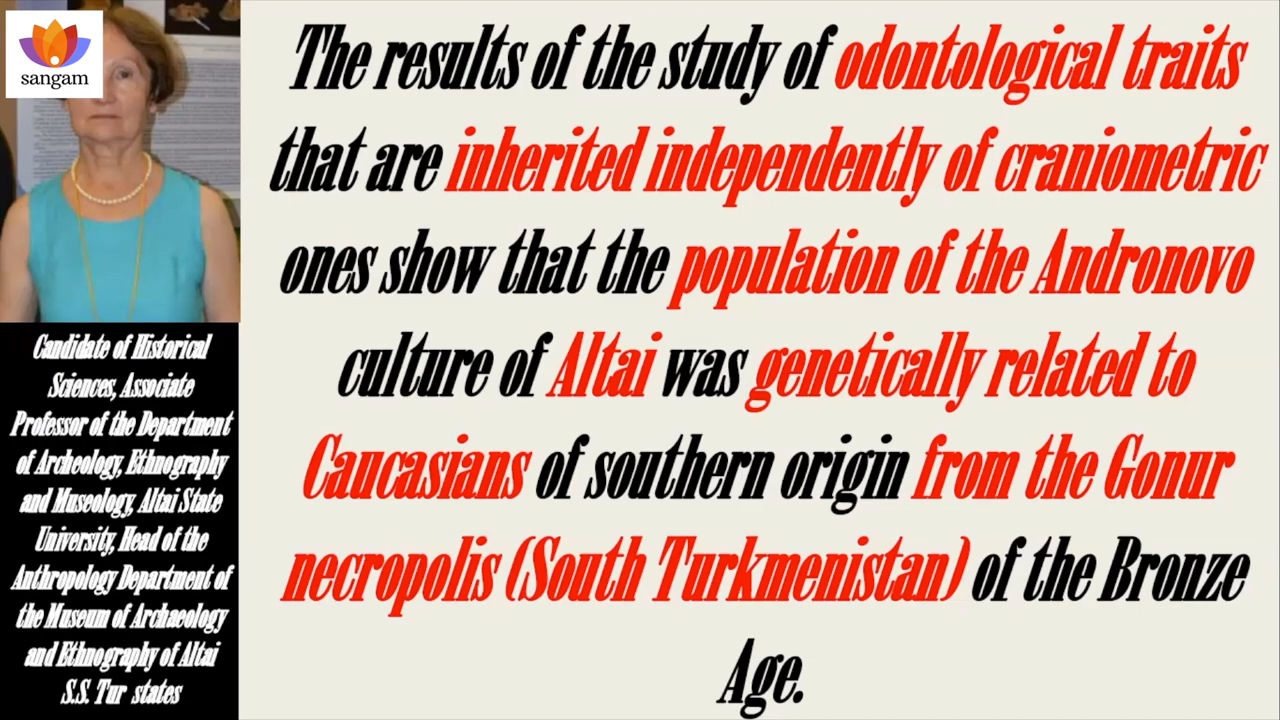 sangam
The results of the study of odontological traits
that are inherited independently of craniometric
ones show that the population of the Andronovo
culture of Altai was genetically related to
Caucasians of southern origin from the Gonur
necropolis (South Turkmenistan) of the Bronze
Age.
Candidate of Historical
Sciences, Associate
Professor of the Department
of Archeology, Ethnography
and Museology, Altai State
University, Head of the
Anthropology Department of
the Museum of Archaeology
and Ethnography of Altai
S.S. Tur states